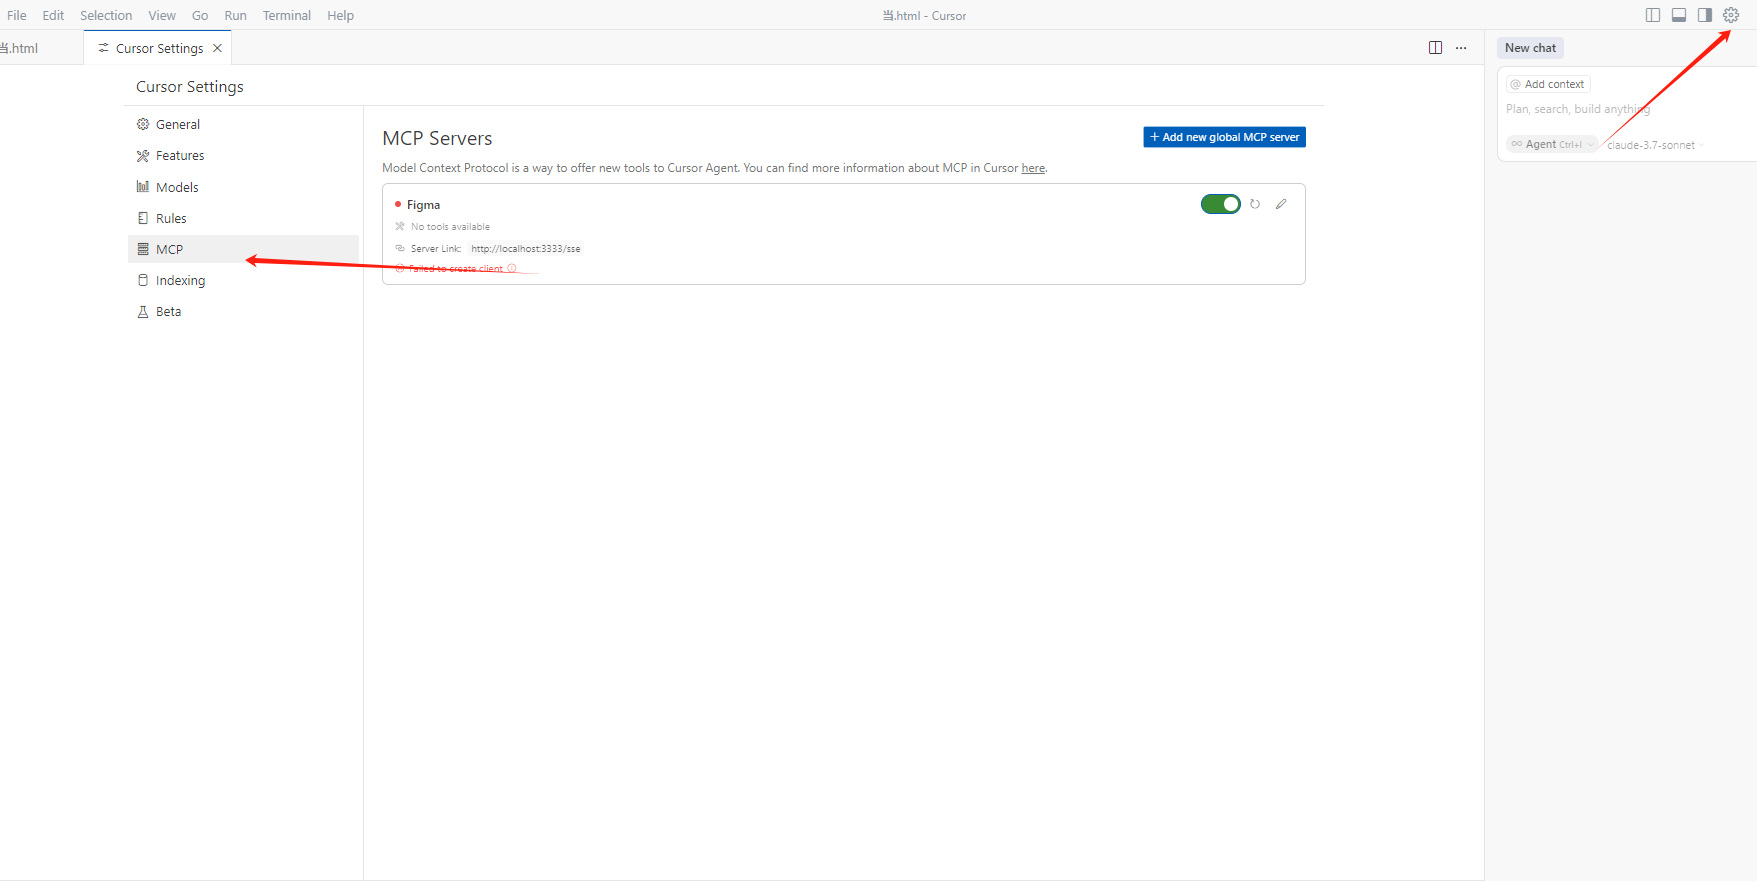 File Edit Selection View Go Run Terminal Help
当.html - Cursor
当.html
Cursor Settings
New chat
Cursor Settings
Add context
Plan, search, build anything
Agent Ctrl+I
claude-3.7-sonnet
General
Features
Models
Rules
MCP
Indexing
Beta
MCP Servers
+ Add new global MCP server
Model Context Protocol is a way to offer new tools to Cursor Agent. You can find more information about MCP in Cursor here.
Figma
No tools available
Server Link: http://localhost:3333/sse
Failed to create client